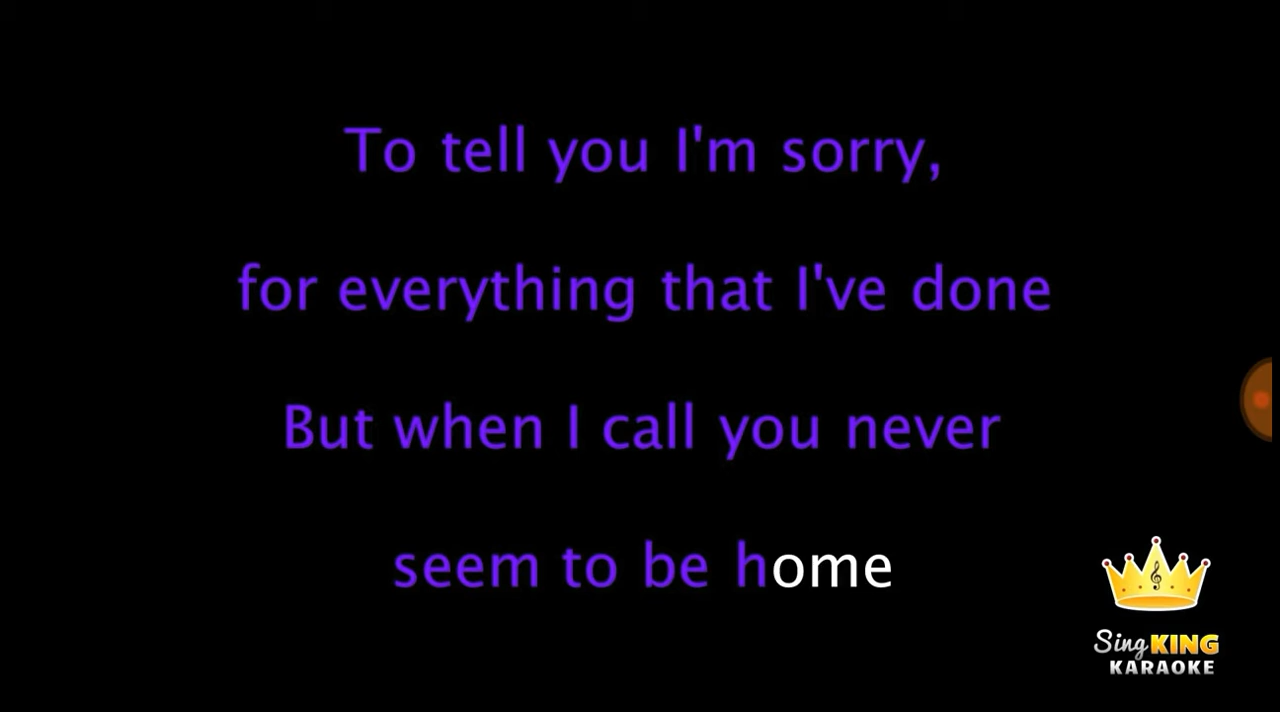 To tell you I'm sorry,
for everything that I've done
But when I call you never
seem to be home
Sing KING
KARAOKE